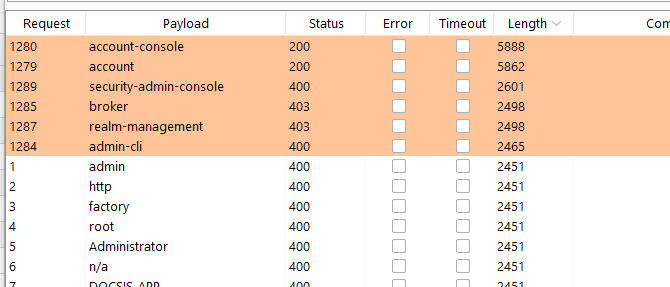 Request Payload Status Error Timeout Length Com
1280 account-console 200 5888
1279 account 200 5862
1289 security-admin-console 400 2601
1285 broker 403 2498
1287 realm-management 403 2498
1284 admin-cli 400 2465
1 admin 400 2451
2 http 400 2451
3 factory 400 2451
4 root 400 2451
5 Administrator 400 2451
6 n/a 400 2451
7 DOCSIS_APP 400 2451